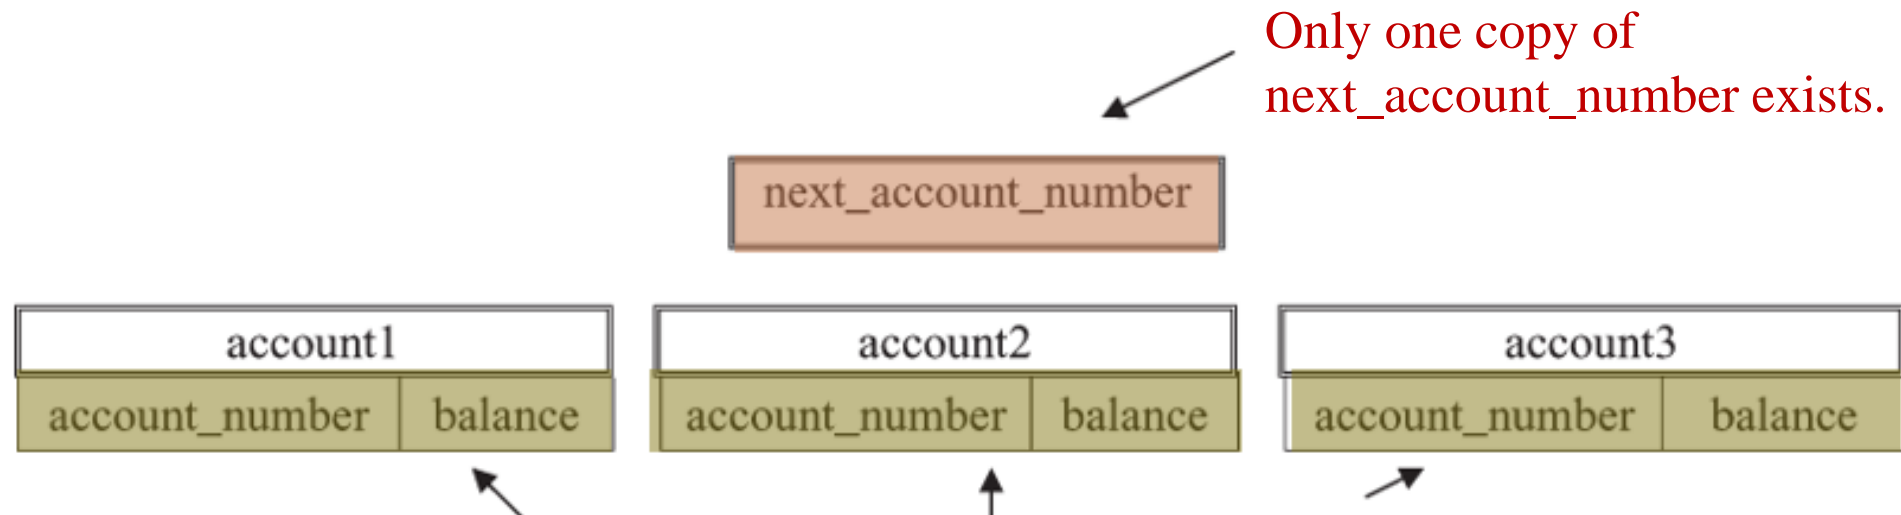 Only one copy of
next_account_number exists.
next_account_number
account1 account2 account3
account_number balance account_number balance account_number balance